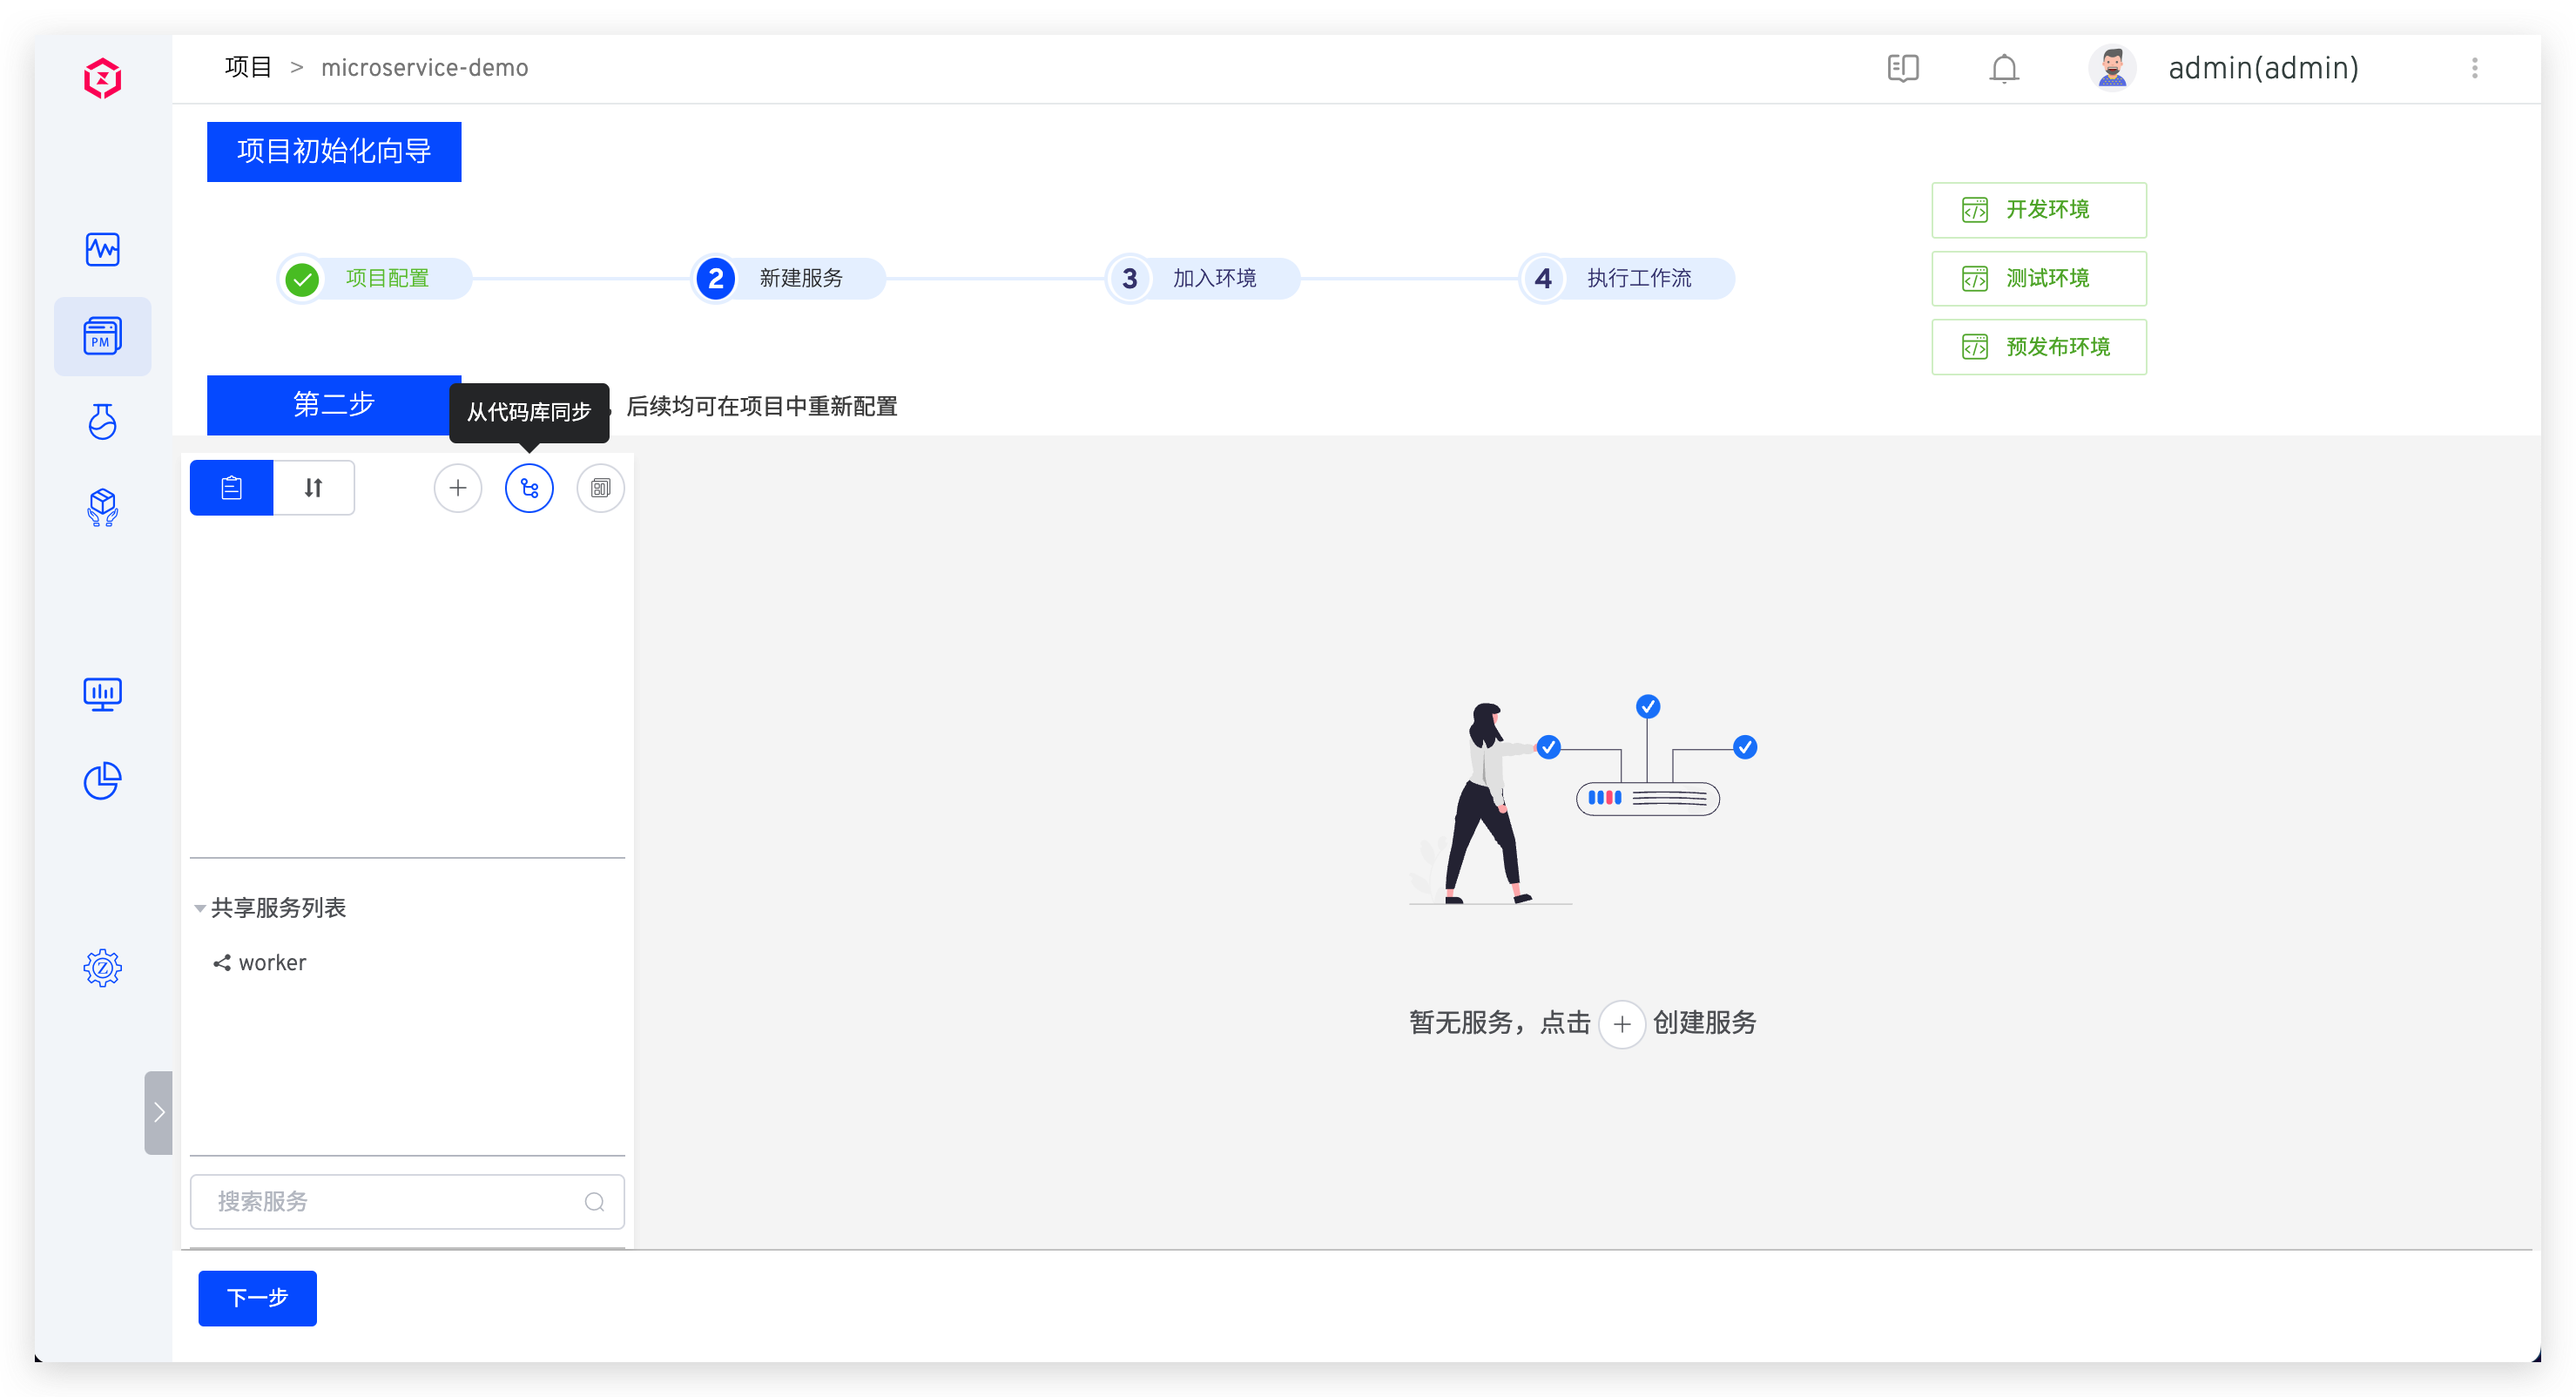 项目 > microservice-demo
admin(admin)
项目初始化向导
项目配置
2 新建服务
3 加入环境
4 执行工作流
开发环境
测试环境
预发布环境
PM
第二步
从代码库同步
后续均可在项目中重新配置
共享服务列表
worker
暂无服务，点击 + 创建服务
搜索服务
下一步